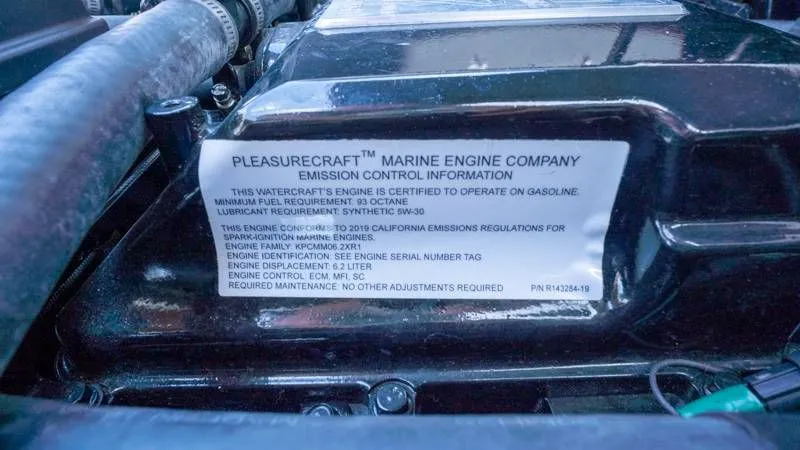 PLEASURECRAFT™ MARINE ENGINE COMPANY
EMISSION CONTROL INFORMATION
THIS WATERCRAFT'S ENGINE IS CERTIFIED TO OPERATE ON GASOLINE.
MINIMUM FUEL REQUIREMENT: 93 OCTANE
LUBRICANT REQUIREMENT: SYNTHETIC 5W-30
THIS ENGINE CONFORMS TO 2019 CALIFORNIA EMISSIONS REGULATIONS FOR
SPARK-IGNITION MARINE ENGINES.
ENGINE FAMILY: KPCMM06.2XR1
ENGINE IDENTIFICATION: SEE ENGINE SERIAL NUMBER TAG
ENGINE DISPLACEMENT: 6.2 LITER
ENGINE CONTROL: ECM, MFI, SC
REQUIRED MAINTENANCE: NO OTHER ADJUSTMENTS REQUIRED P/N R143284-19